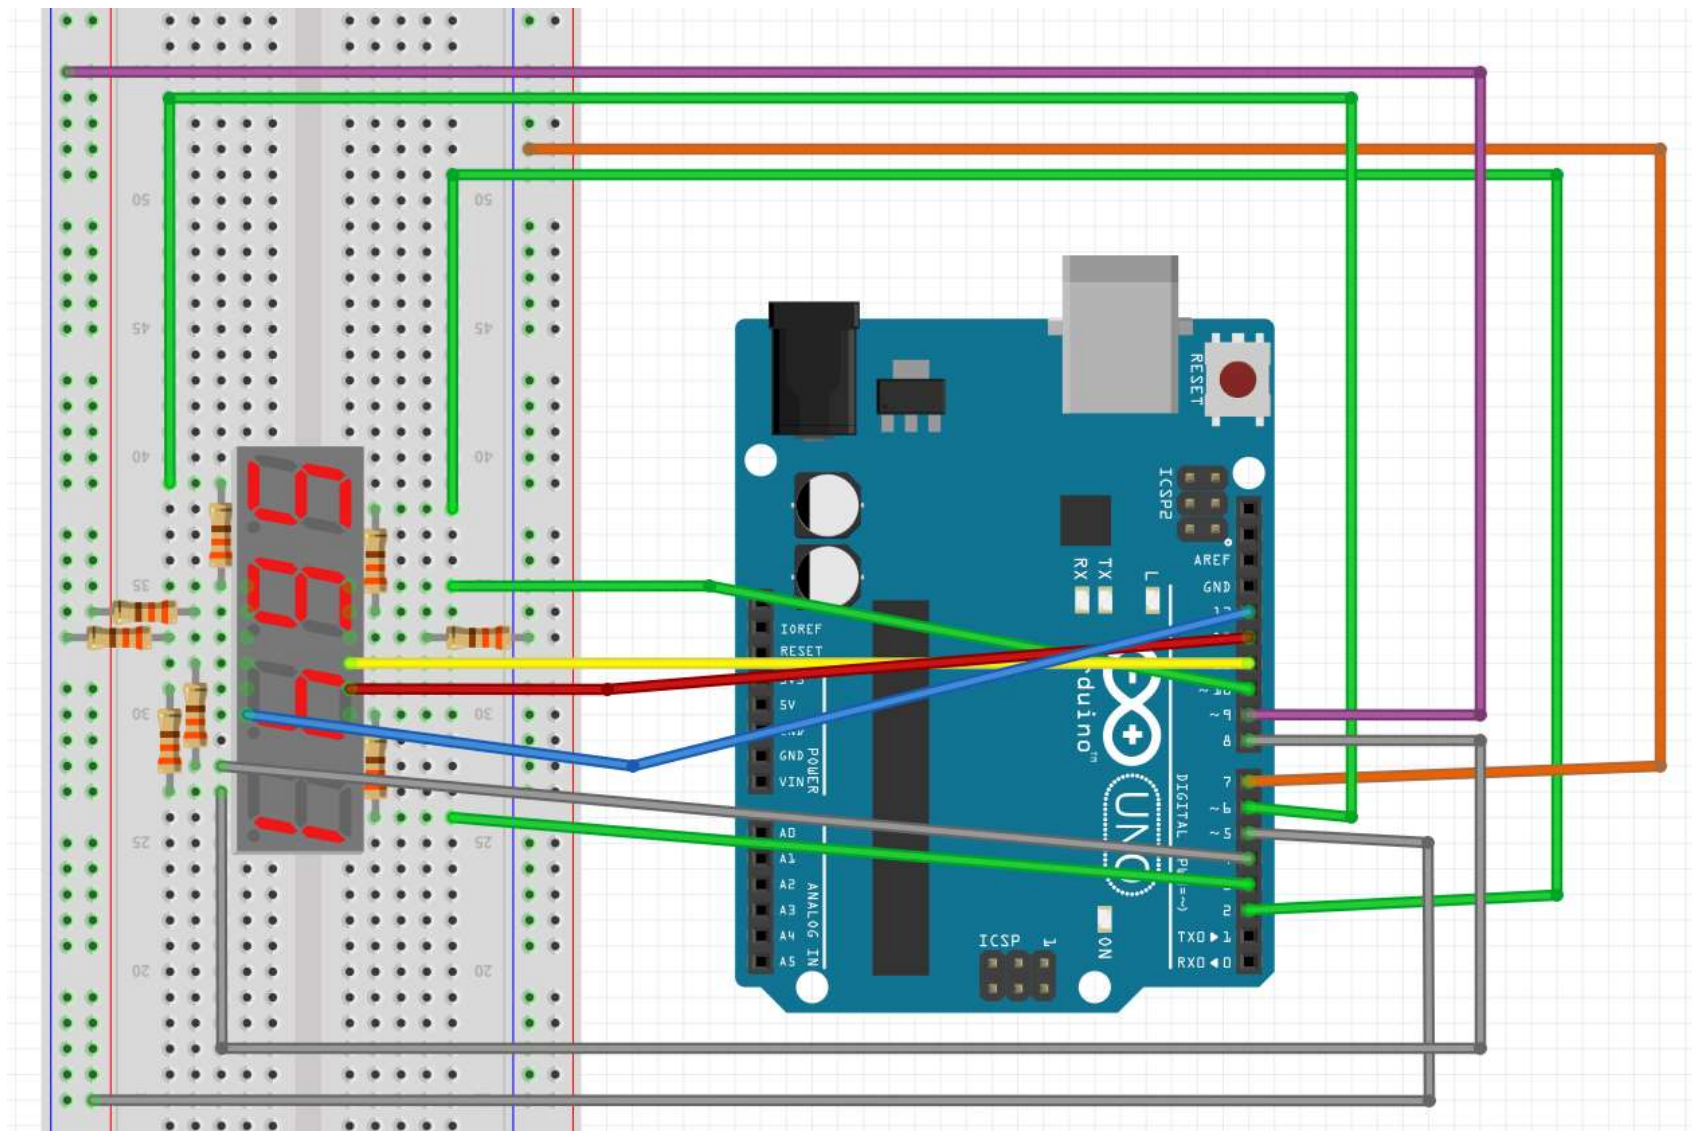 50 50
45 45
40 40
35
30 30
25 25
20 20
RESET
ICSP2
AREF
GND
RX TX L
IOREF
RESET
5V
GND
VIN
POWER
A0
A1
A2
A3
A4
A5
ANALOG IN
Arduino™
UNO
~9
8
7
~6
~5
2
TX0▶1
RX0◀0
DIGITAL
ON
ICSP 1